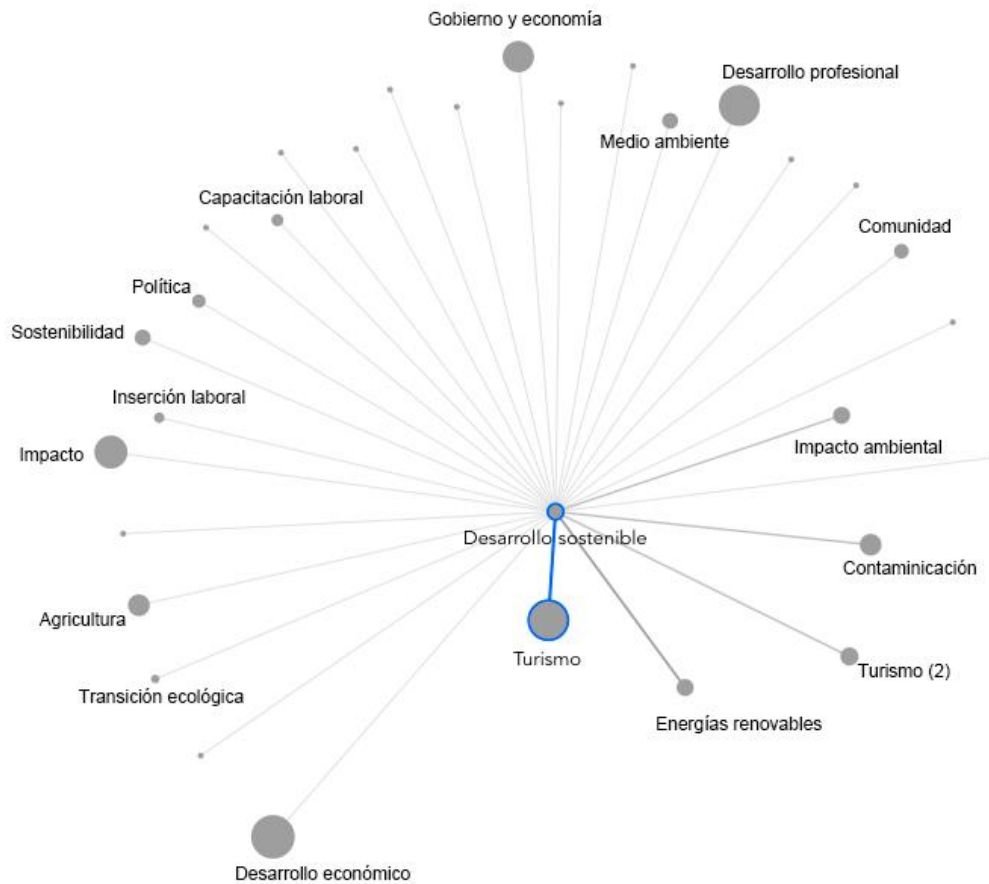 Gobierno y economía
Desarrollo profesional
Medio ambiente
Capacitación laboral
Comunidad
Política
Sostenibilidad
Inserción laboral
Impacto
Impacto ambiental
Desarrollo sostenible
Contaminicación
Agricultura
Turismo
Turismo (2)
Transición ecológica
Energías renovables
Desarrollo económico